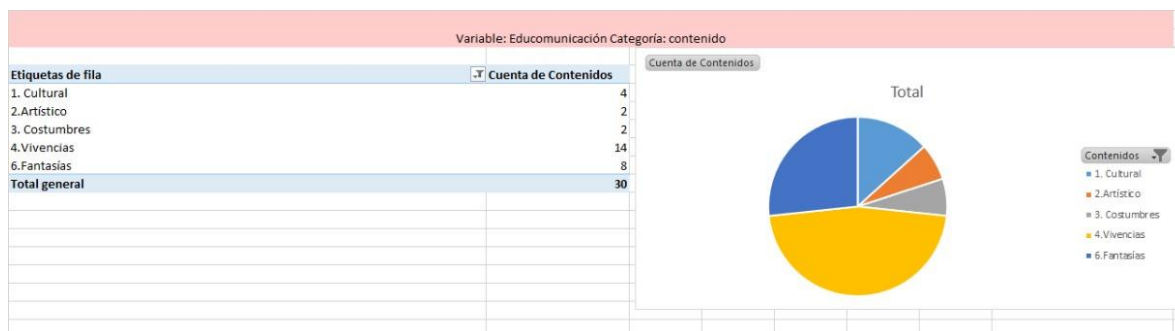 Variable: Educomunicación Categoría: contenido
Etiquetas de fila Cuenta de Contenidos
1. Cultural 4
2.Artístico 2
3. Costumbres 2
4.Vivencias 14
6.Fantasías 8
Total general 30
Cuenta de Contenidos
Total
Contenidos
1. Cultural
2.Artístico
3. Costumbres
4.Vivencias
6.Fantasías